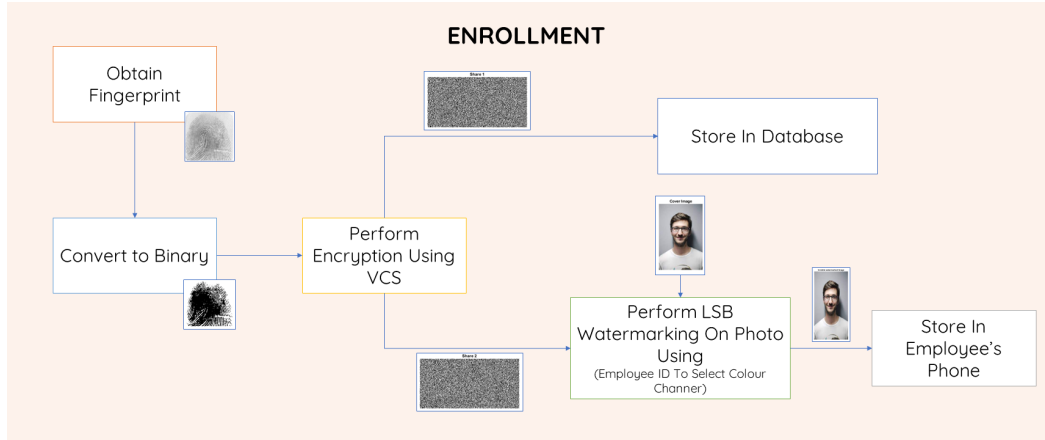 ENROLLMENT
Obtain
Fingerprint
Share 1
Store In Database
Convert to Binary
Perform
Encryption Using
VCS
Cover Image
Share 2
Perform LSB
Watermarking On Photo
Using
(Employee ID To Select Colour
Channer)
Store In
Employee's
Phone